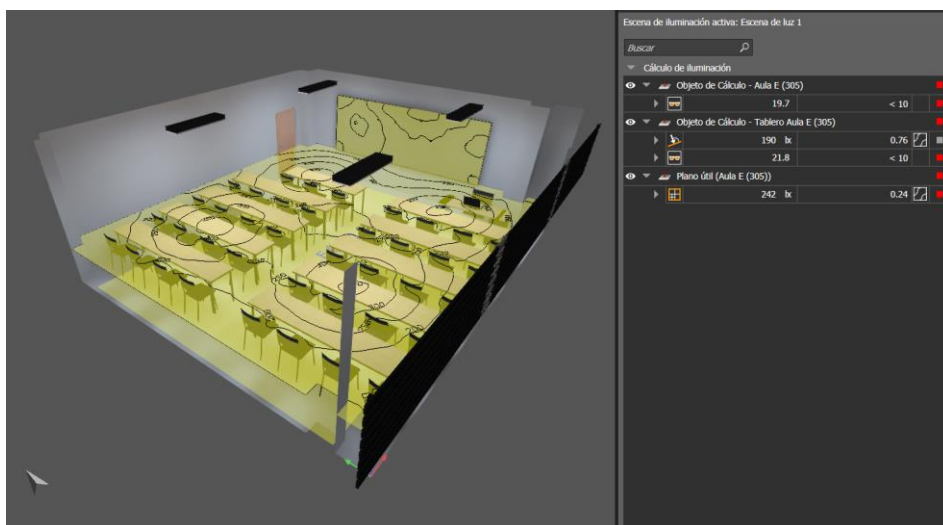 Escena de iluminación activa: Escena de luz 1
Buscar
Cálculo de iluminación
Objeto de Cálculo - Aula E (305)
19.7 < 10
Objeto de Cálculo - Tablero Aula E (305)
190 lx 0.76
21.8 < 10
Plano útil (Aula E (305))
242 lx 0.24